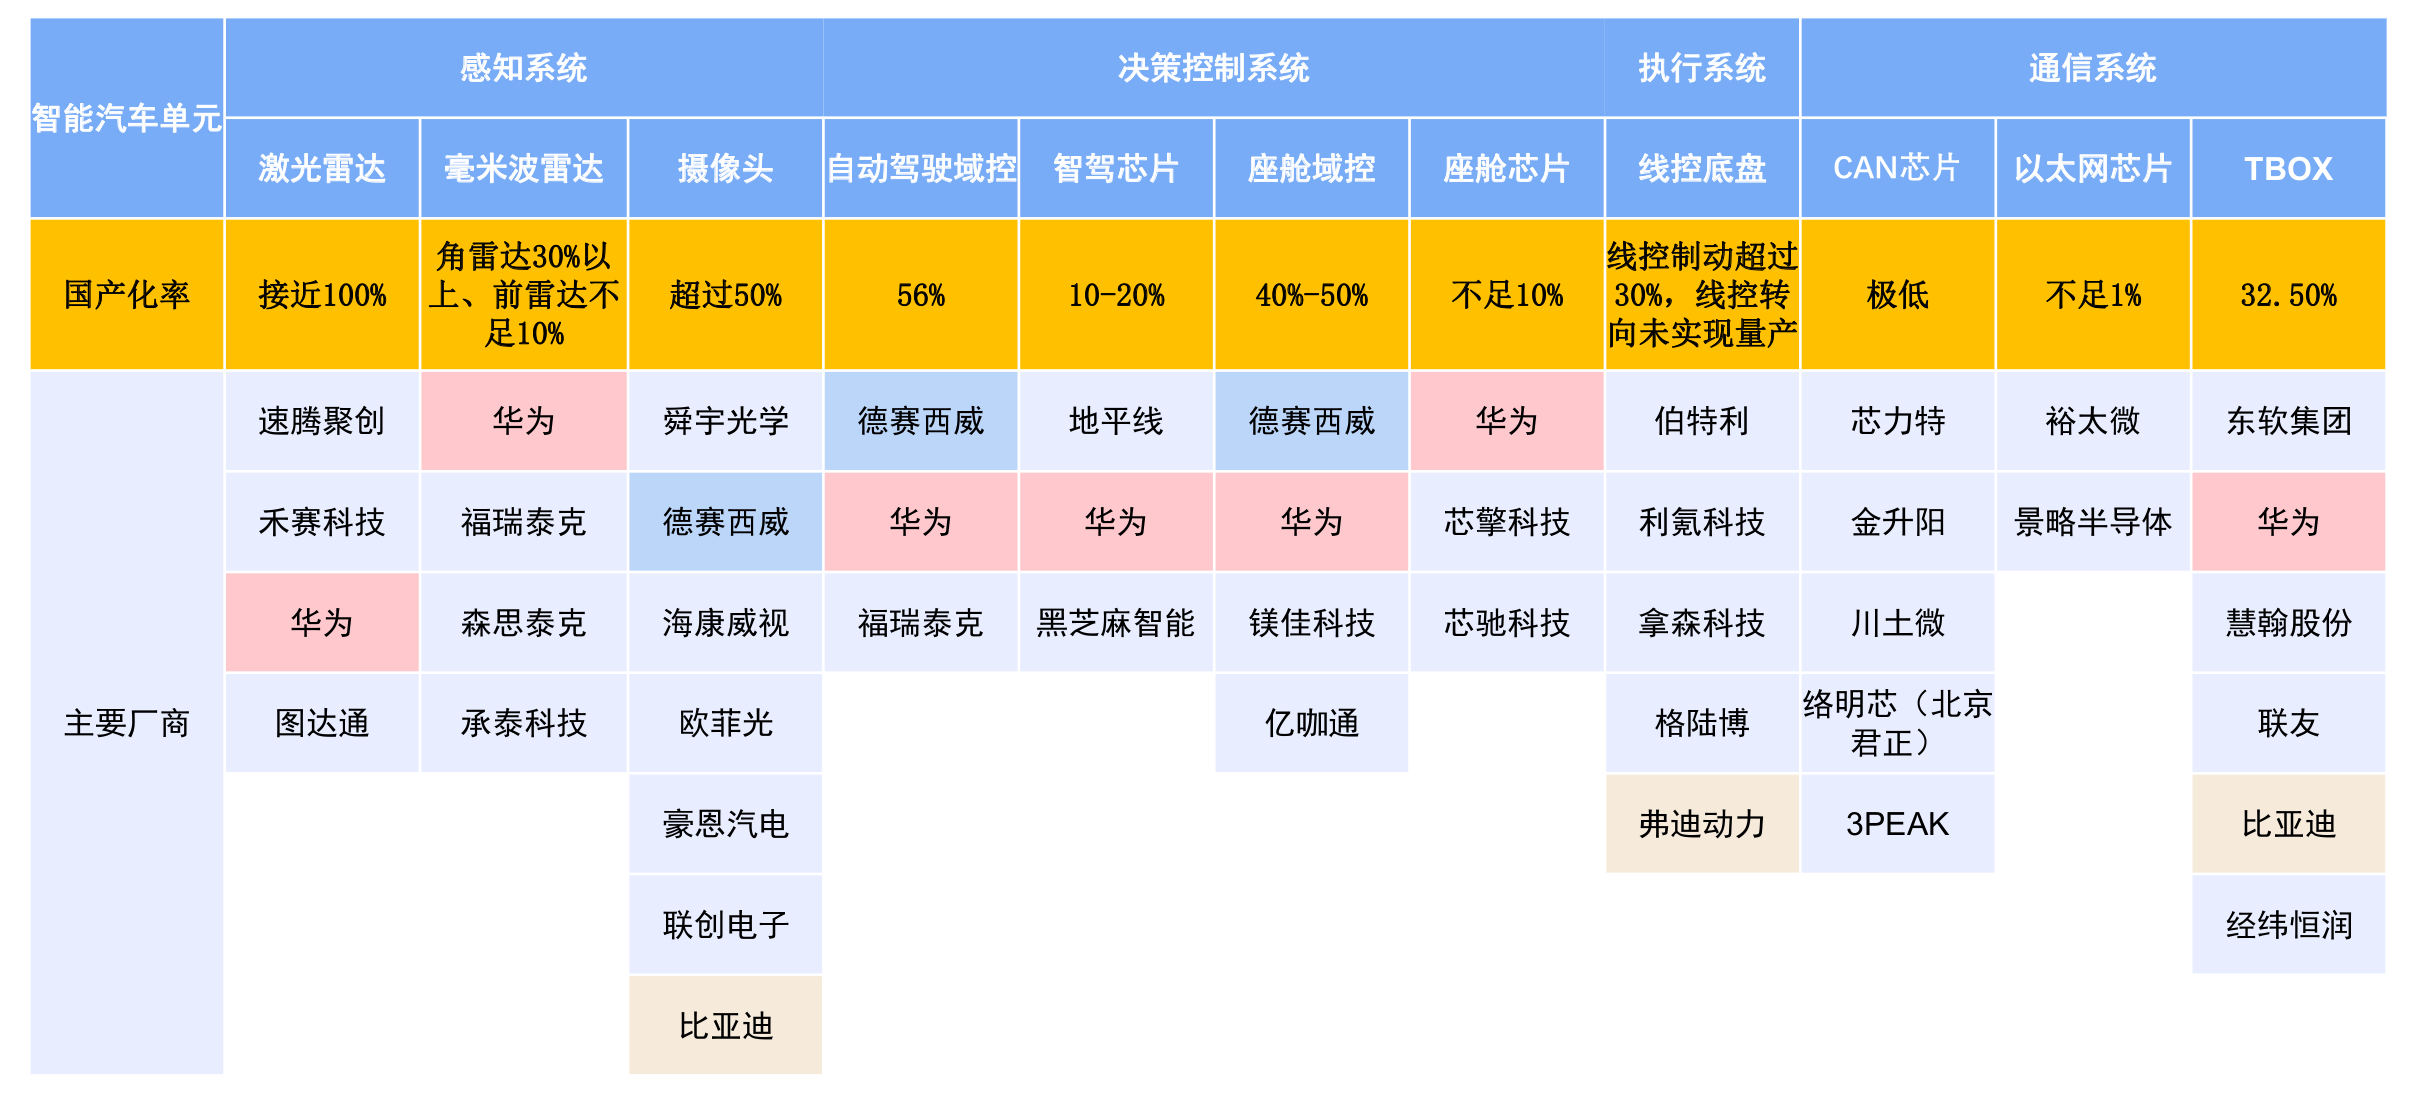 智能汽车单元
感知系统
决策控制系统
执行系统
通信系统
激光雷达
毫米波雷达
摄像头
自动驾驶域控
智驾芯片
座舱域控
座舱芯片
线控底盘
CAN芯片
以太网芯片
TBOX
国产化率
接近100%
角雷达30%以
上、前雷达不
足10%
超过50%
56%
10-20%
40%-50%
不足10%
线控制动超过
30%，线控转
向未实现量产
极低
不足1%
32.50%
主要厂商
速腾聚创
华为
舜宇光学
德赛西威
地平线
德赛西威
华为
伯特利
芯力特
裕太微
东软集团
禾赛科技
福瑞泰克
德赛西威
华为
华为
华为
芯擎科技
利氪科技
金升阳
景略半导体
华为
华为
森思泰克
海康威视
福瑞泰克
黑芝麻智能
镁佳科技
芯驰科技
拿森科技
川土微
慧翰股份
图达通
承泰科技
欧菲光
亿咖通
格陆博
络明芯（北京
君正）
联友
豪恩汽电
弗迪动力
3PEAK
比亚迪
联创电子
经纬恒润
比亚迪